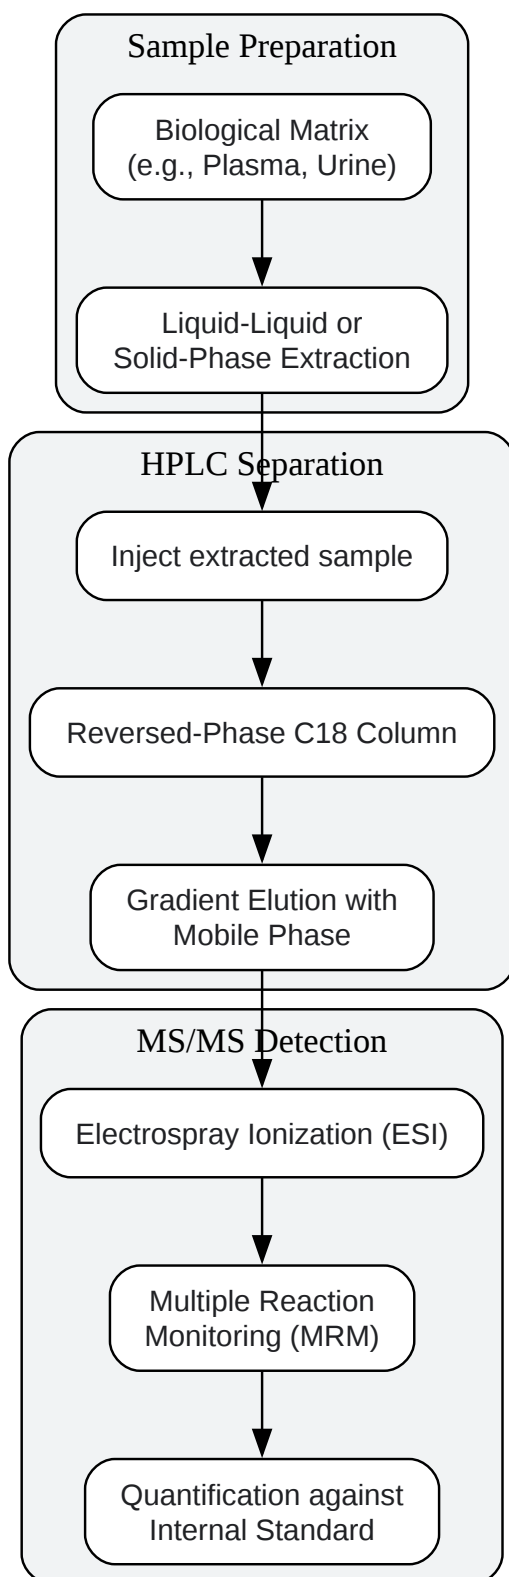 Sample Preparation
Biological Matrix
(e.g., Plasma, Urine)
Liquid-Liquid or
Solid-Phase Extraction
HPLC Separation
Inject extracted sample
Reversed-Phase C18 Column
Gradient Elution with
Mobile Phase
MS/MS Detection
Electrospray Ionization (ESI)
Multiple Reaction
Monitoring (MRM)
Quantification against
Internal Standard